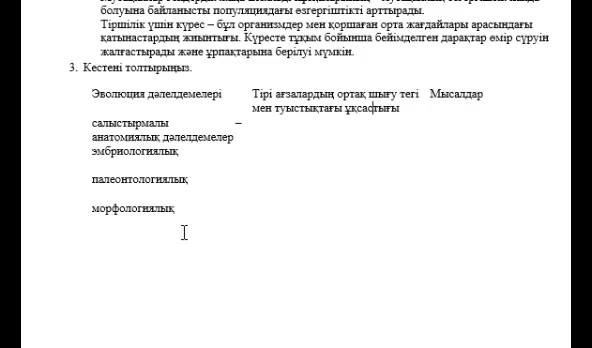 болуына байланысты популяциядағы өзгергіштікті арттырады.
Тіршілік үшін күрес – бұл организмдер мен қоршаған орта жағдайлары арасындағы
қатынастардың жиынтығы. Күресте тұқым бойынша бейімделген дарақтар өмір сүруін
жалғастырады және ұрпақтарына берілуі мүмкін.
3. Кестені толтырыңыз.
Эволюция дәлелдемелері Тірі ағзалардың ортақ шығу тегі Мысалдар
мен туыстықтағы ұқсастығы
салыстырмалы –
анатомиялық дәлелдемелер
эмбриологиялық
палеонтологиялық
морфологиялық